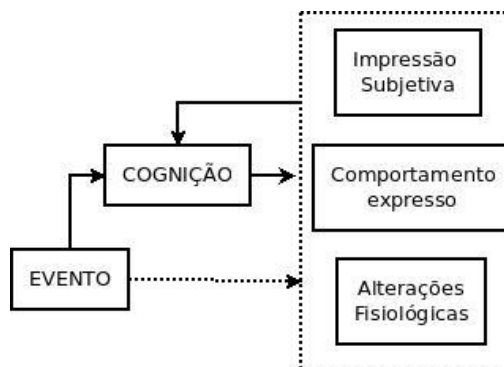 Impressão
Subjetiva
COGNIÇÃO
Comportamento
expresso
EVENTO
Alterações
Fisiológicas